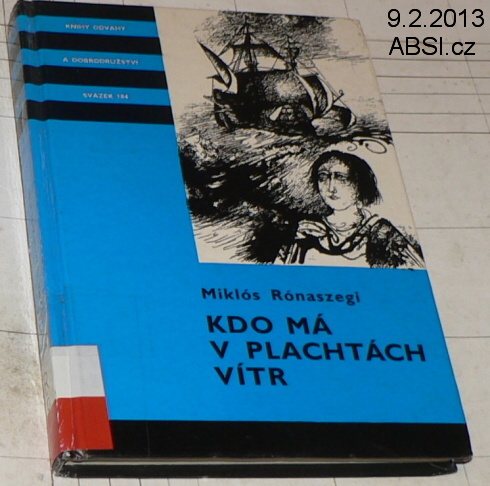 9.2.2013
ABSI.cz
KNIHY ODVAHY
A DOBRODRUŽSTVÍ
SVAZEK 184
Miklós Rónaszegi
KDO MÁ
V PLACHTÁCH
VÍTR